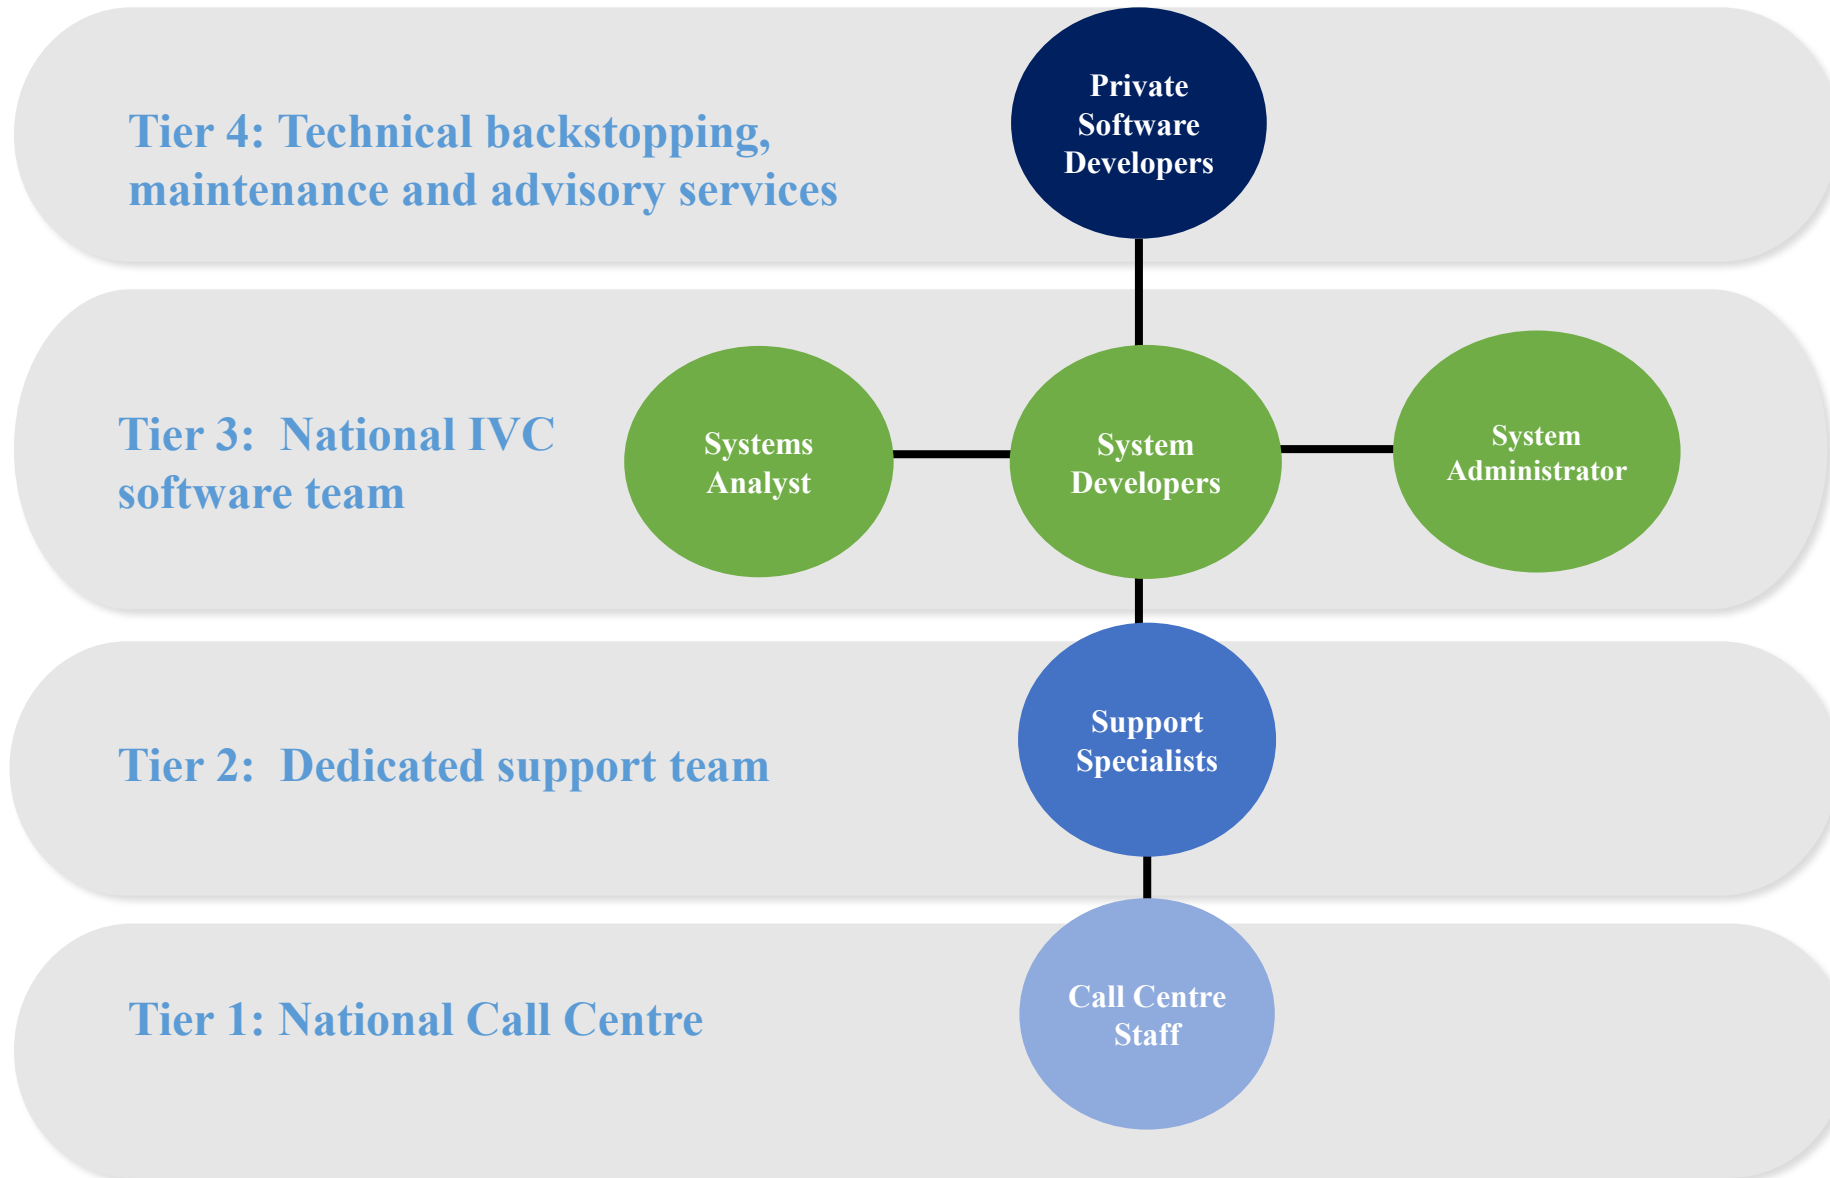 Private
Software
Developers
Tier 4: Technical backstopping,
maintenance and advisory services
Tier 3:  National IVC
software team
Systems
Analyst
System
Developers
System
Administrator
Support
Specialists
Tier 2:  Dedicated support team
Call Centre
Staff
Tier 1: National Call Centre